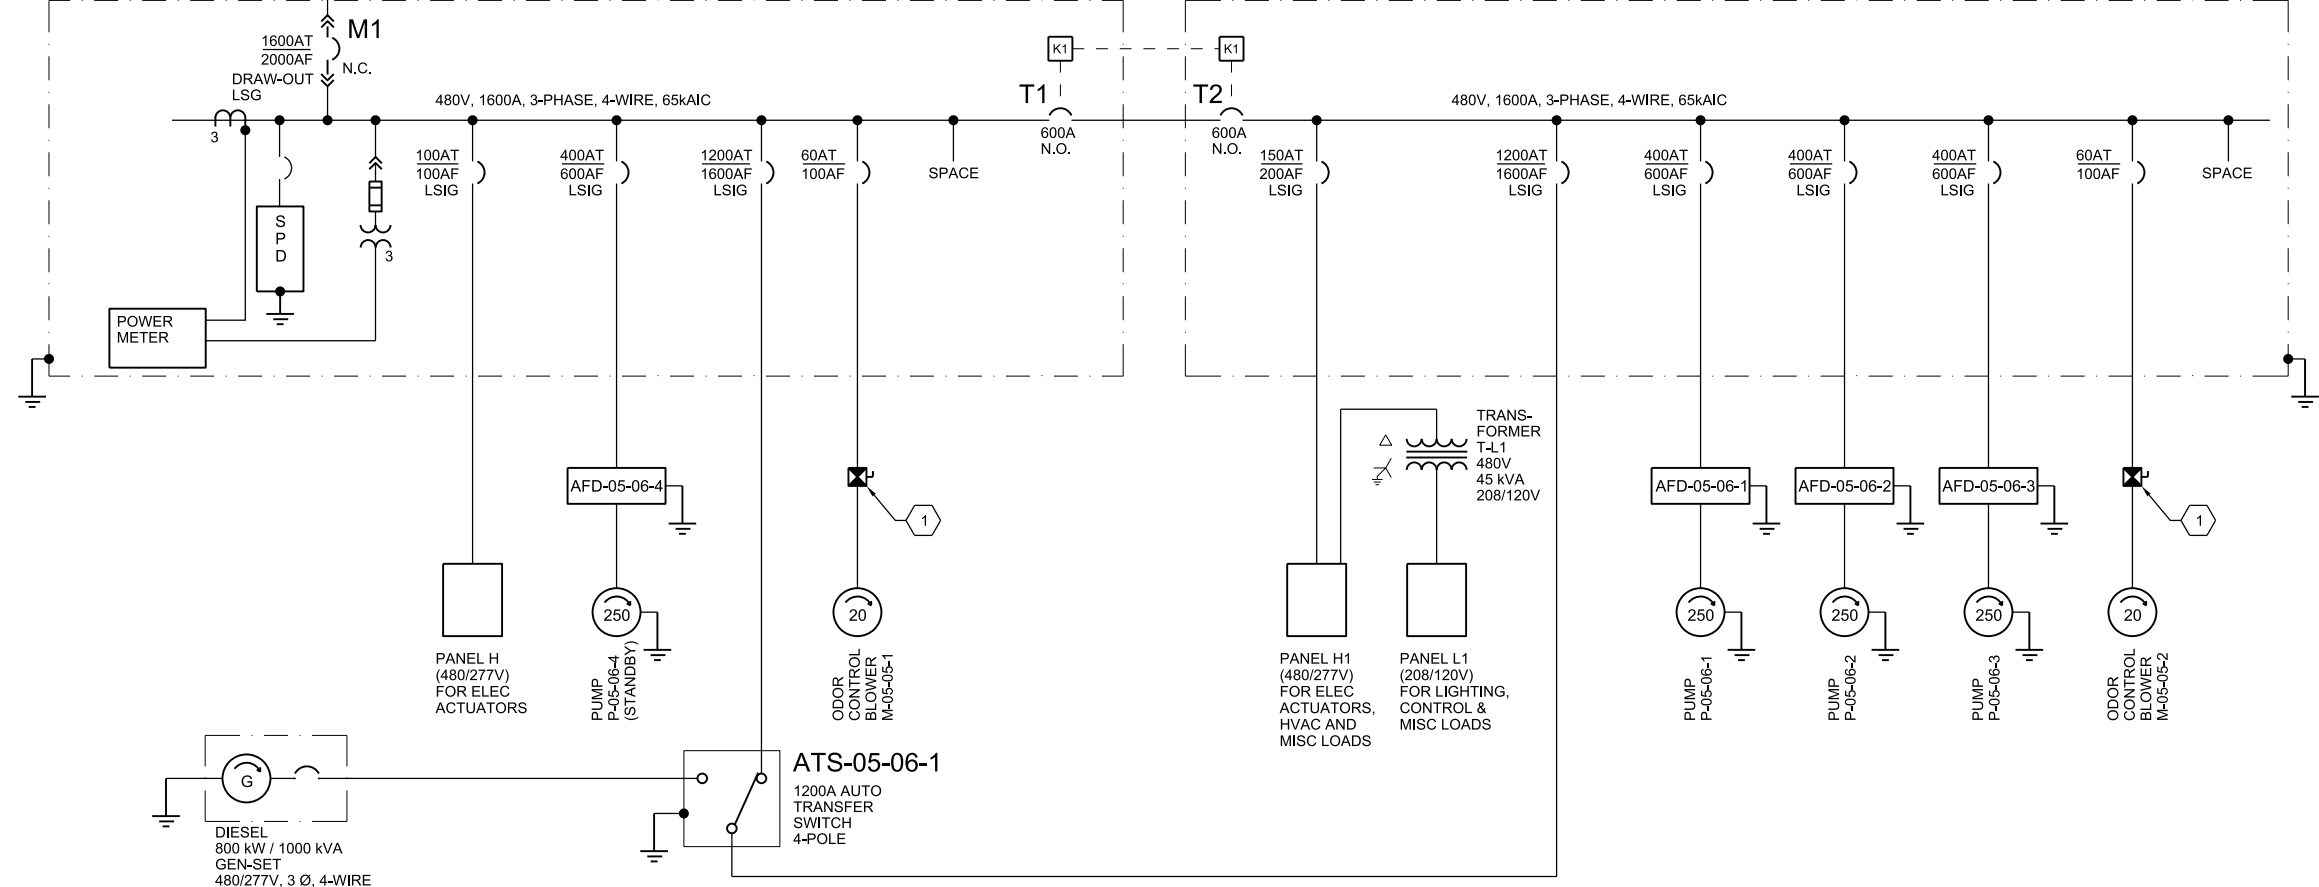 M1
1600AT
2000AF
N.C.
DRAW-OUT
LSG
3
480V, 1600A, 3-PHASE, 4-WIRE, 65kAIC
K1
K1
T1
600A
N.O.
T2
600A
N.O.
480V, 1600A, 3-PHASE, 4-WIRE, 65kAIC
100AT
100AF
LSIG
400AT
600AF
LSIG
1200AT
1600AF
LSIG
60AT
100AF
SPACE
150AT
200AF
LSIG
1200AT
1600AF
LSIG
400AT
600AF
LSIG
400AT
600AF
LSIG
400AT
600AF
LSIG
60AT
100AF
SPACE
S
P
D
3
POWER
METER
TRANS-
FORMER
T-L1
480V
45 kVA
208/120V
AFD-05-06-4
1
AFD-05-06-1
AFD-05-06-2
AFD-05-06-3
1
250
20
250
250
250
20
PANEL H
(480/277V)
FOR ELEC
ACTUATORS
PUMP
P-05-06-4
(STANDBY)
ODOR
CONTROL
BLOWER
M-05-05-1
PANEL H1
(480/277V)
FOR ELEC
ACTUATORS,
HVAC AND
MISC LOADS
PANEL L1
(208/120V)
FOR LIGHTING,
CONTROL &
MISC LOADS
PUMP
P-05-06-1
PUMP
P-05-06-2
PUMP
P-05-06-3
ODOR
CONTROL
BLOWER
M-05-05-2
G
DIESEL
800 kW / 1000 kVA
GEN-SET
480/277V, 3 Ø, 4-WIRE
ATS-05-06-1
1200A AUTO
TRANSFER
SWITCH
4-POLE